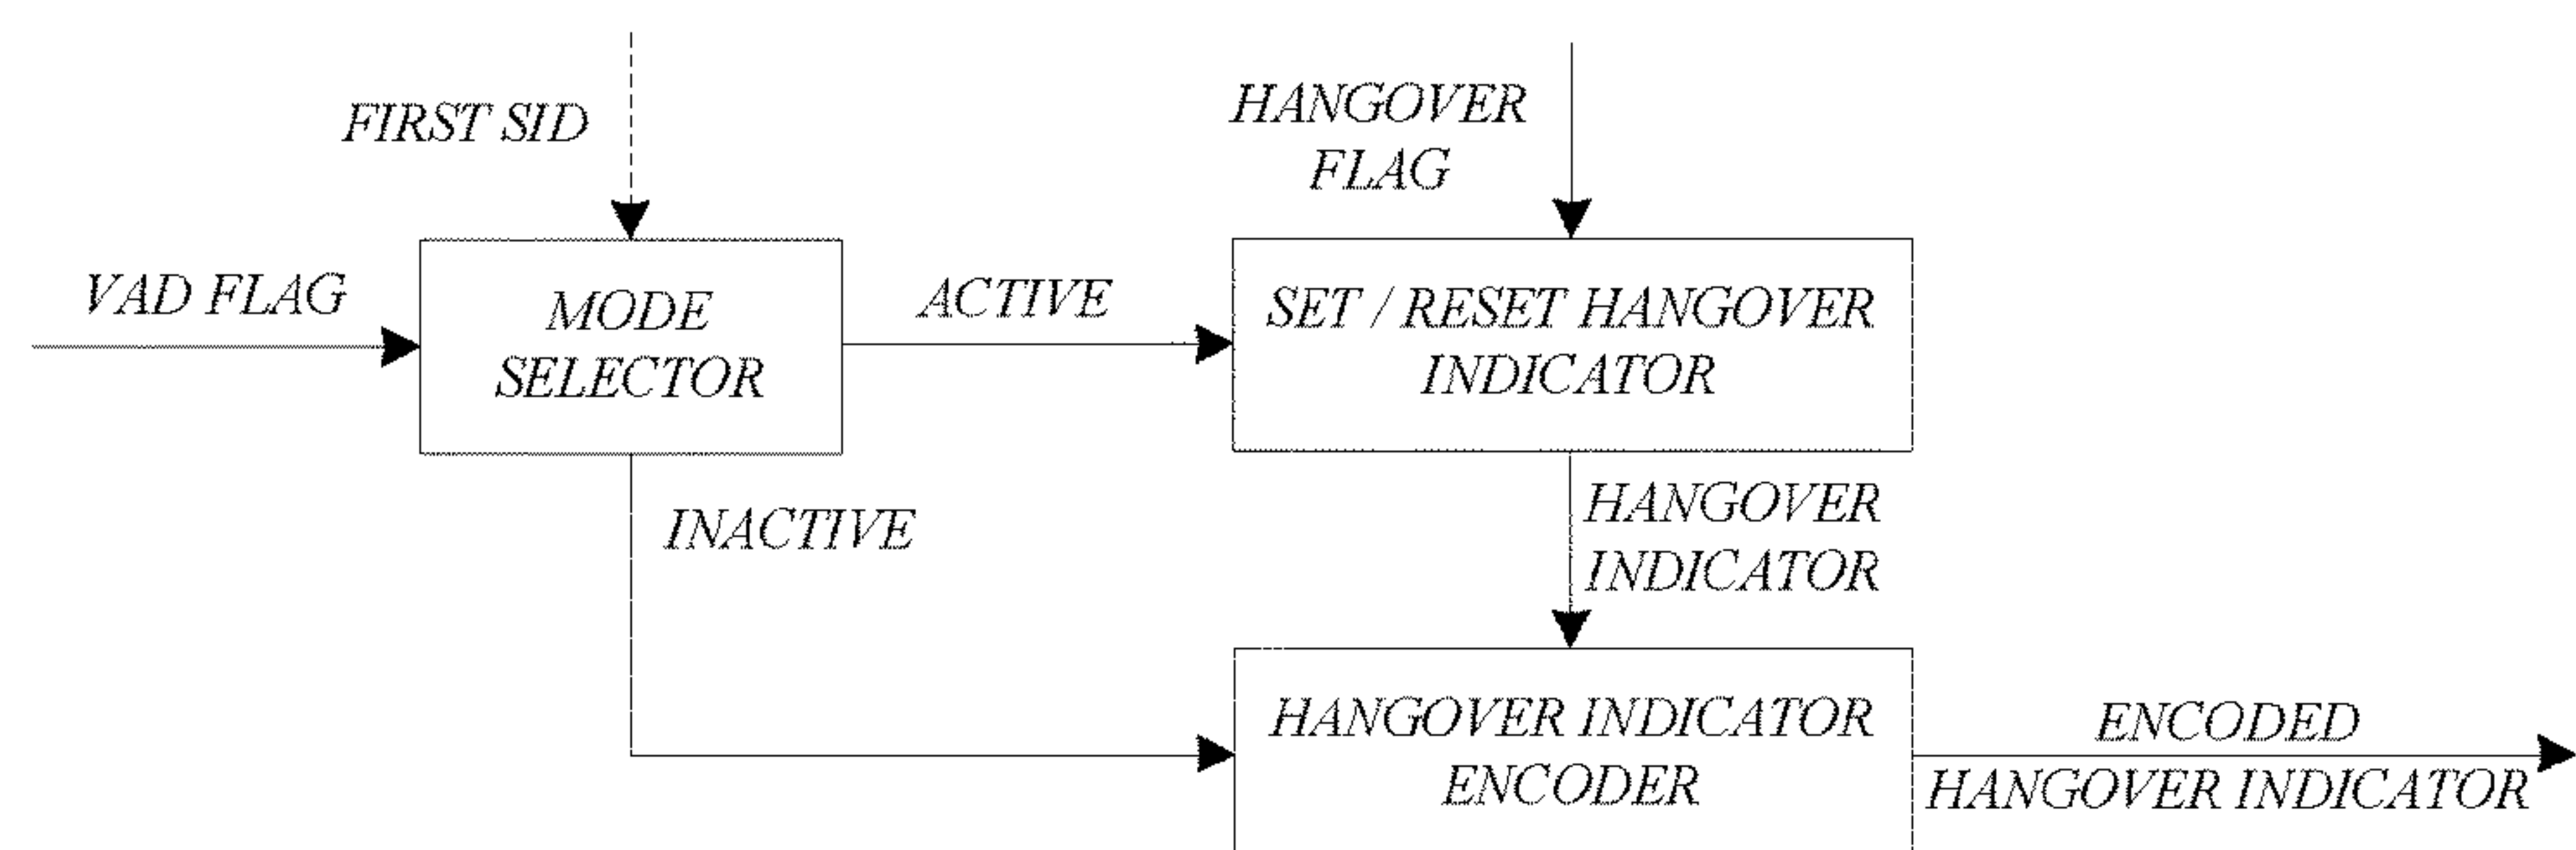 FIRST SID
HANGOVER
FLAG
VAD FLAG
MODE
SELECTOR
ACTIVE
SET / RESET HANGOVER
INDICATOR
INACTIVE
HANGOVER
INDICATOR
HANGOVER INDICATOR
ENCODER
ENCODED
HANGOVER INDICATOR